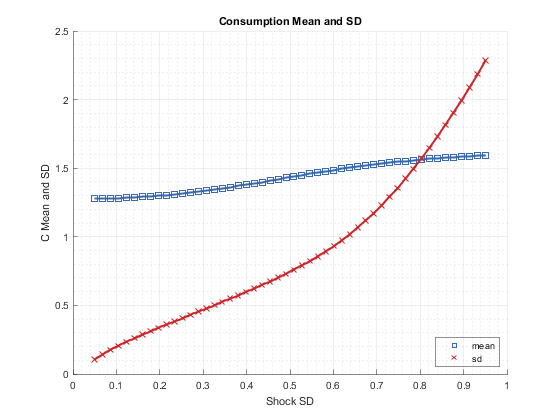 Consumption Mean and SD
2.5
2
1.5
1
0.5
0
C Mean and SD
0 0.1 0.2 0.3 0.4 0.5 0.6 0.7 0.8 0.9 1
Shock SD
mean
sd